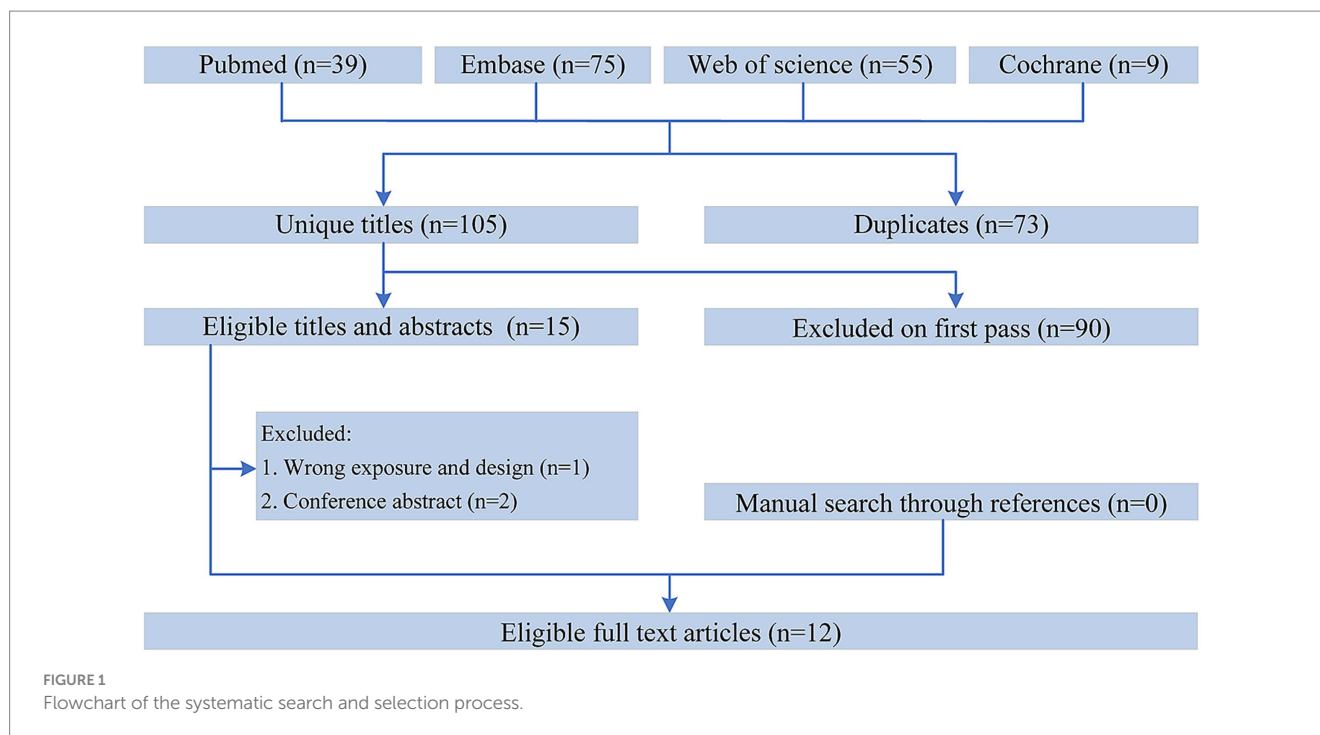 Pubmed (n=39)
Embase (n=75)
Web of science (n=55)
Cochrane (n=9)
Unique titles (n=105)
Duplicates (n=73)
Eligible titles and abstracts (n=15)
Excluded on first pass (n=90)
Excluded:
1. Wrong exposure and design (n=1)
2. Conference abstract (n=2)
Manual search through references (n=0)
Eligible full text articles (n=12)
FIGURE 1
Flowchart of the systematic search and selection process.